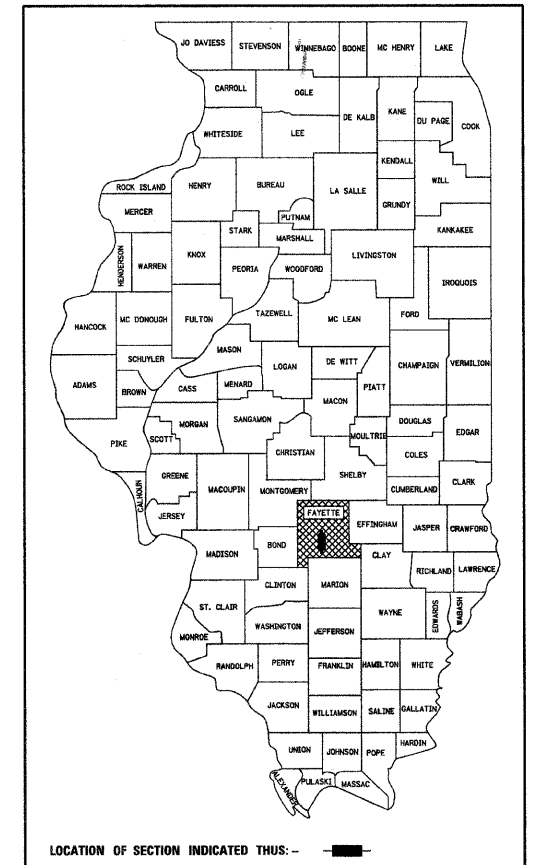 JO DAVIESS STEVENSON WINNEBAGO BOONE MC HENRY LAKE
CARROLL OGLE
DE KALB KANE DU PAGE COOK
WHITESIDE LEE
KENDALL WILL
ROCK ISLAND HENRY BUREAU LA SALLE
MERCER PUTNAM GRUNDY
STARK MARSHALL KANKAKEE
HENDERSON WARREN KNOX LIVINGSTON
PEORIA WOODFORD IROQUOIS
HANCOCK MC DONOUGH FULTON TAZEWELL MC LEAN FORD
MASON
SCHUYLER LOGAN DE WITT CHAMPAIGN VERMILION
ADAMS BROWN CASS MENARD PIATT
MACON
MORGAN SANGAMON DOUGLAS
PIKE SCOTT CHRISTIAN MOULTRIE COLES EDGAR
GREENE MACOUPIN SHELBY CLARK
CALHOUN JERSEY MONTGOMERY CUMBERLAND
FAYETTE EFFINGHAM JASPER CRAWFORD
MADISON BOND CLAY
RICHLAND LAWRENCE
CLINTON MARION
ST. CLAIR WAYNE EDWARDS WABASH
WASHINGTON JEFFERSON
MONROE
RANDOLPH PERRY FRANKLIN HAMILTON WHITE
JACKSON WILLIAMSON SALINE GALLATIN
UNION JOHNSON POPE HARDIN
ALEXANDER PULASKI MASSAC
LOCATION OF SECTION INDICATED THUS: -